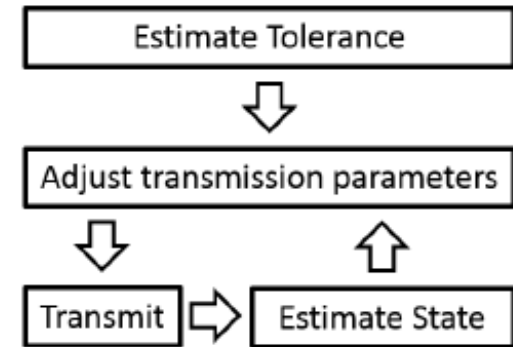 Estimate Tolerance
Adjust transmission parameters
Transmit
Estimate State